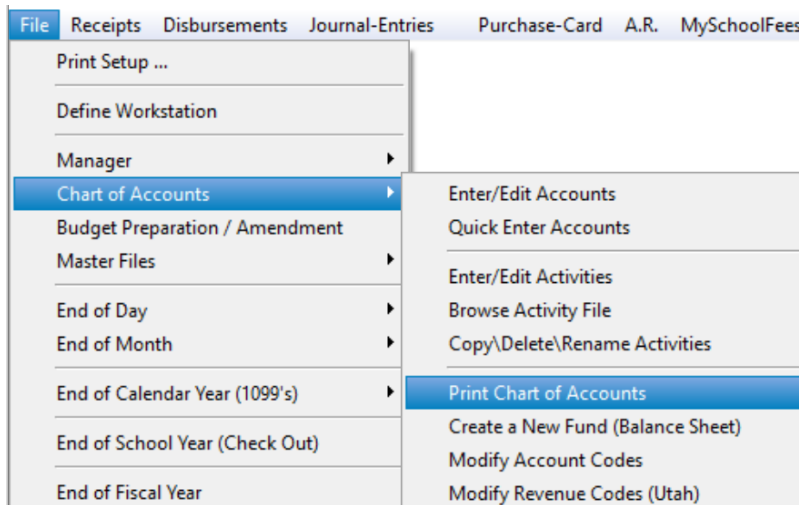 File Receipts Disbursements Journal-Entries Purchase-Card A.R. MySchoolFees
Print Setup ...
Define Workstation
Manager
Chart of Accounts
Budget Preparation / Amendment
Master Files
End of Day
End of Month
End of Calendar Year (1099's)
End of School Year (Check Out)
End of Fiscal Year
Enter/Edit Accounts
Quick Enter Accounts
Enter/Edit Activities
Browse Activity File
Copy\Delete\Rename Activities
Print Chart of Accounts
Create a New Fund (Balance Sheet)
Modify Account Codes
Modify Revenue Codes (Utah)